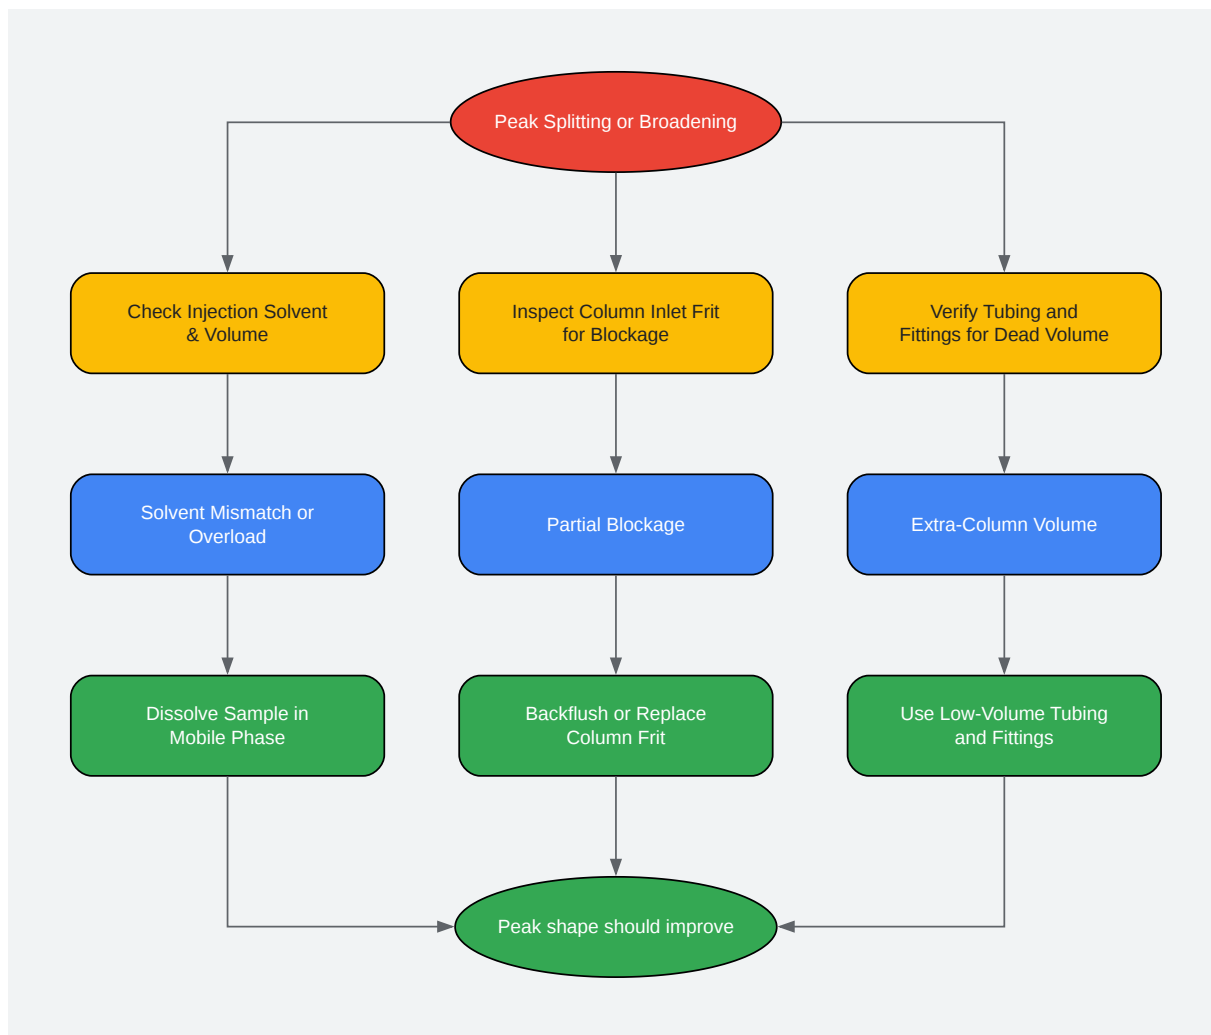 Peak Splitting or Broadening
Check Injection Solvent
& Volume
Inspect Column Inlet Frit
for Blockage
Verify Tubing and
Fittings for Dead Volume
Solvent Mismatch or
Overload
Partial Blockage
Extra-Column Volume
Dissolve Sample in
Mobile Phase
Backflush or Replace
Column Frit
Use Low-Volume Tubing
and Fittings
Peak shape should improve